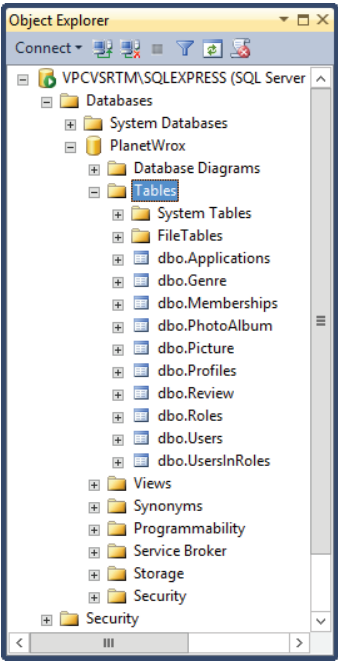 Object Explorer
Connect
VPCVSRTM\SQLEXPRESS (SQL Server
Databases
System Databases
PlanetWrox
Database Diagrams
Tables
System Tables
FileTables
dbo.Applications
dbo.Genre
dbo.Memberships
dbo.PhotoAlbum
dbo.Picture
dbo.Profiles
dbo.Review
dbo.Roles
dbo.Users
dbo.UsersInRoles
Views
Synonyms
Programmability
Service Broker
Storage
Security
Security